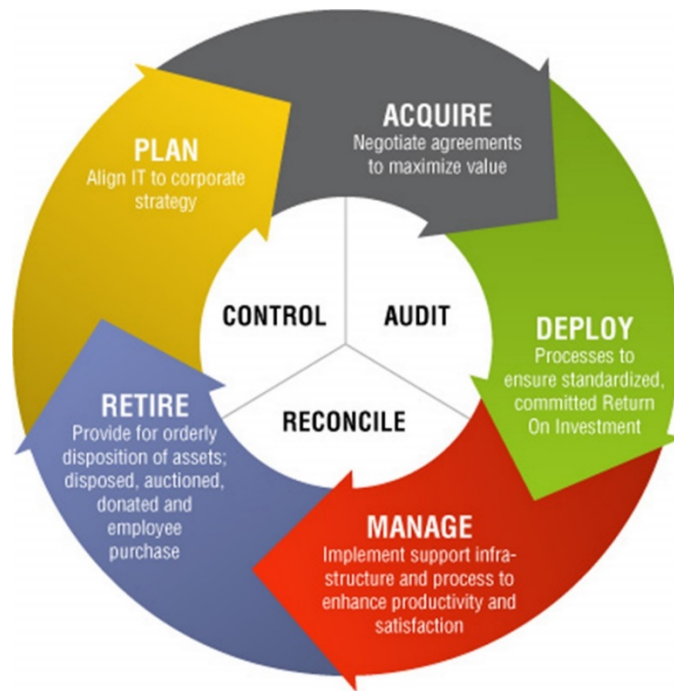 PLAN
Align IT to corporate
strategy
ACQUIRE
Negotiate agreements
to maximize value
DEPLOY
Processes to
ensure standardized,
committed Return
On Investment
MANAGE
Implement support infra-
structure and process to
enhance productivity and
satisfaction
RETIRE
Provide for orderly
disposition of assets;
disposed, auctioned,
donated and
employee
purchase
CONTROL
AUDIT
RECONCILE